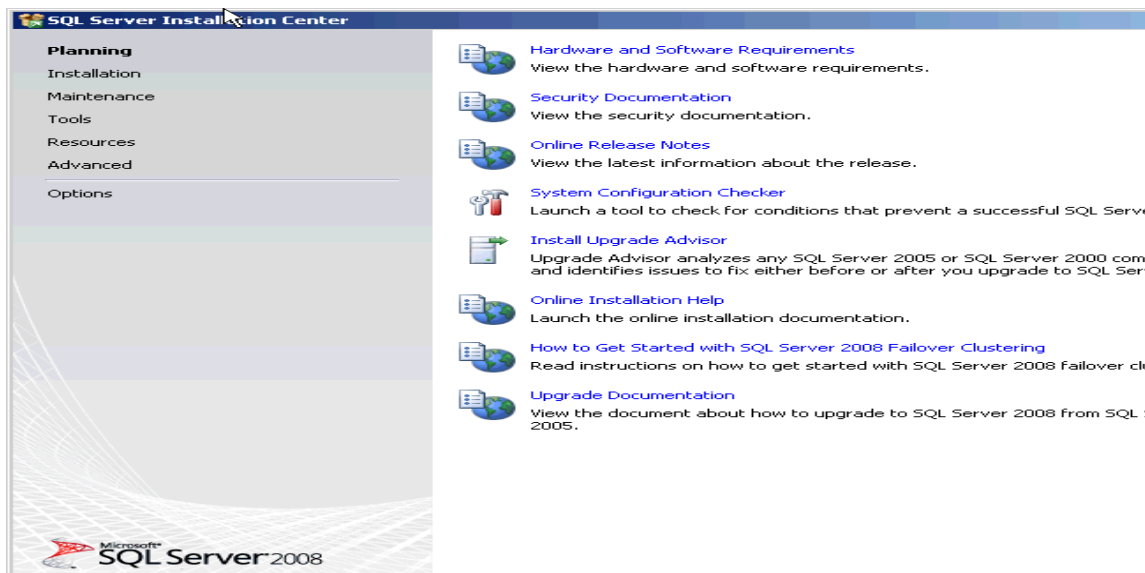 SQL Server Installation Center
Planning
Installation
Maintenance
Tools
Resources
Advanced
Options
Hardware and Software Requirements
View the hardware and software requirements.
Security Documentation
View the security documentation.
Online Release Notes
View the latest information about the release.
System Configuration Checker
Launch a tool to check for conditions that prevent a successful SQL
Install Upgrade Advisor
Upgrade Advisor analyzes any SQL Server 2005 or SQL Server 2000
and identifies issues to fix either before or after you upgrade to SQL
Online Installation Help
Launch the online installation documentation.
How to Get Started with SQL Server 2008 Failover Clustering
Read instructions on how to get started with SQL Server 2008 failover
Upgrade Documentation
View the document about how to upgrade to SQL Server 2008 from SQL
2005.
Microsoft
SQL Server 2008